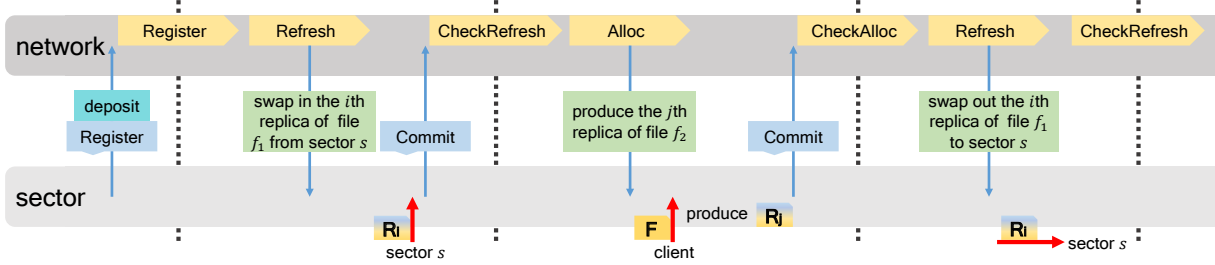 network
Register
Refresh
CheckRefresh
Alloc
CheckAlloc
Refresh
CheckRefresh
deposit
Register
swap in the 𝑖th
replica of file
𝑓₁ from sector 𝑠
Commit
produce the 𝑗th
replica of file 𝑓₂
Commit
swap out the 𝑖th
replica of file 𝑓₁
to sector 𝑠
sector
Ri
sector 𝑠
F
client
produce
Rj
Ri
sector 𝑠